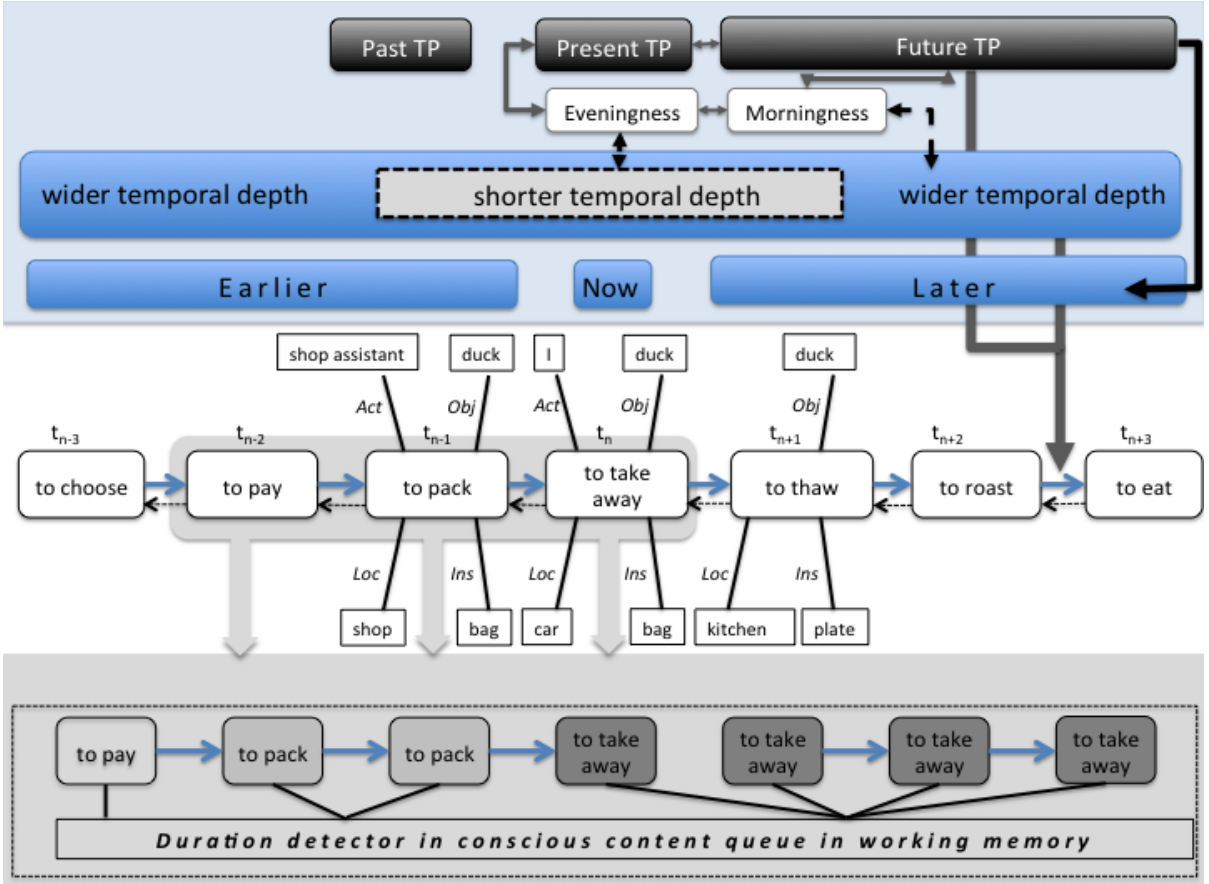 Past TP
Present TP
Future TP
Eveningness
Morningness
wider temporal depth
shorter temporal depth
wider temporal depth
Earlier
Now
Later
shop assistant
duck
I
duck
duck
Act
Obj
Act
Obj
Obj
tn-3
tn-2
tn-1
tn
tn+1
tn+2
tn+3
to choose
to pay
to pack
to take
away
to thaw
to roast
to eat
Loc
Ins
Loc
Ins
Loc
Ins
shop
bag
car
bag
kitchen
plate
to pay
to pack
to pack
to take
away
to take
away
to take
away
to take
away
Duration detector in conscious content queue in working memory